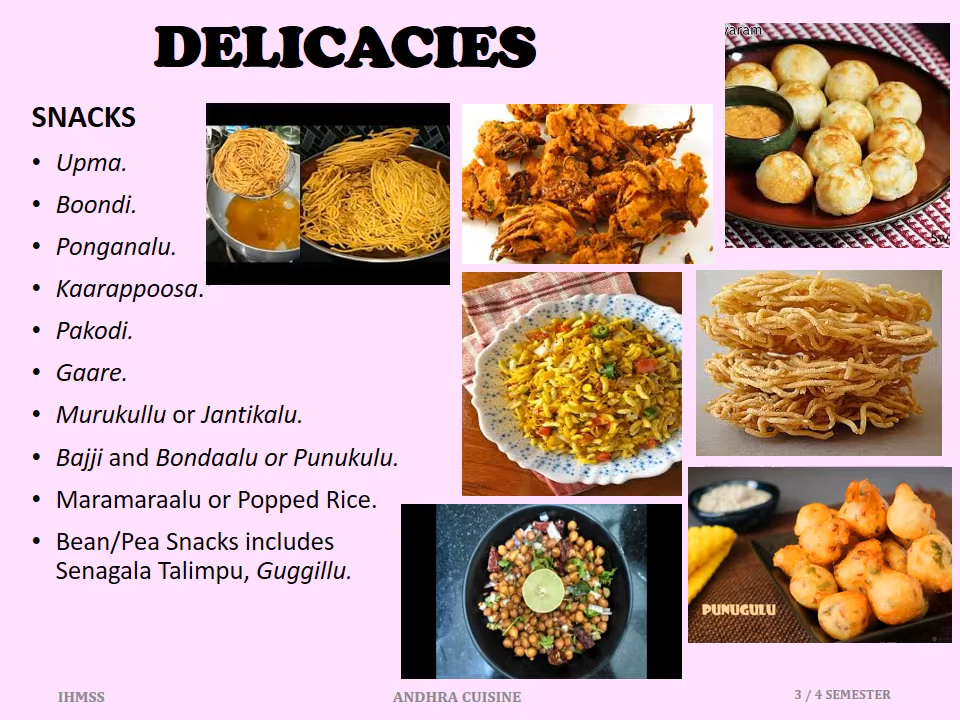 DELICACIES
SNACKS
• Upma.
• Boondi.
• Ponganalu.
• Kaarappoosa.
• Pakodi.
• Gaare.
• Murukullu or Jantikalu.
• Bajji and Bondaalu or Punukulu.
• Maramaraalu or Popped Rice.
• Bean/Pea Snacks includes
Senagala Talimpu, Guggillu.
PUNUGULU
IHMSS
ANDHRA CUISINE
3 / 4 SEMESTER